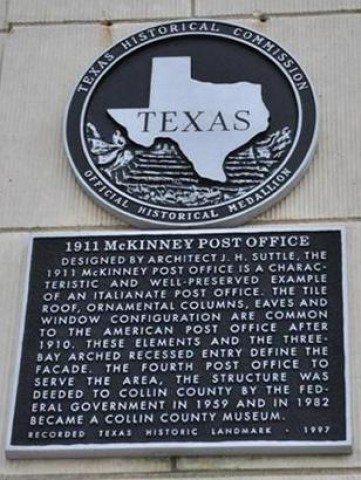 TEXAS HISTORICAL COMMISSION
TEXAS
OFFICIAL HISTORICAL MEDALLION
1911 McKINNEY POST OFFICE
DESIGNED BY ARCHITECT J. H. SUTTLE, THE
1911 McKINNEY POST OFFICE IS A CHARAC-
TERISTIC AND WELL-PRESERVED EXAMPLE
OF AN ITALIANATE POST OFFICE. THE TILE
ROOF, ORNAMENTAL COLUMNS, EAVES AND
WINDOW CONFIGURATION ARE COMMON
TO THE AMERICAN POST OFFICE AFTER
1910. THESE ELEMENTS AND THE THREE-
BAY ARCHED RECESSED ENTRY DEFINE THE
FACADE. THE FOURTH POST OFFICE TO
SERVE THE AREA, THE STRUCTURE WAS
DEEDED TO COLLIN COUNTY BY THE FED-
ERAL GOVERNMENT IN 1959 AND IN 1982
BECAME A COLLIN COUNTY MUSEUM.
RECORDED TEXAS HISTORIC LANDMARK - 1997